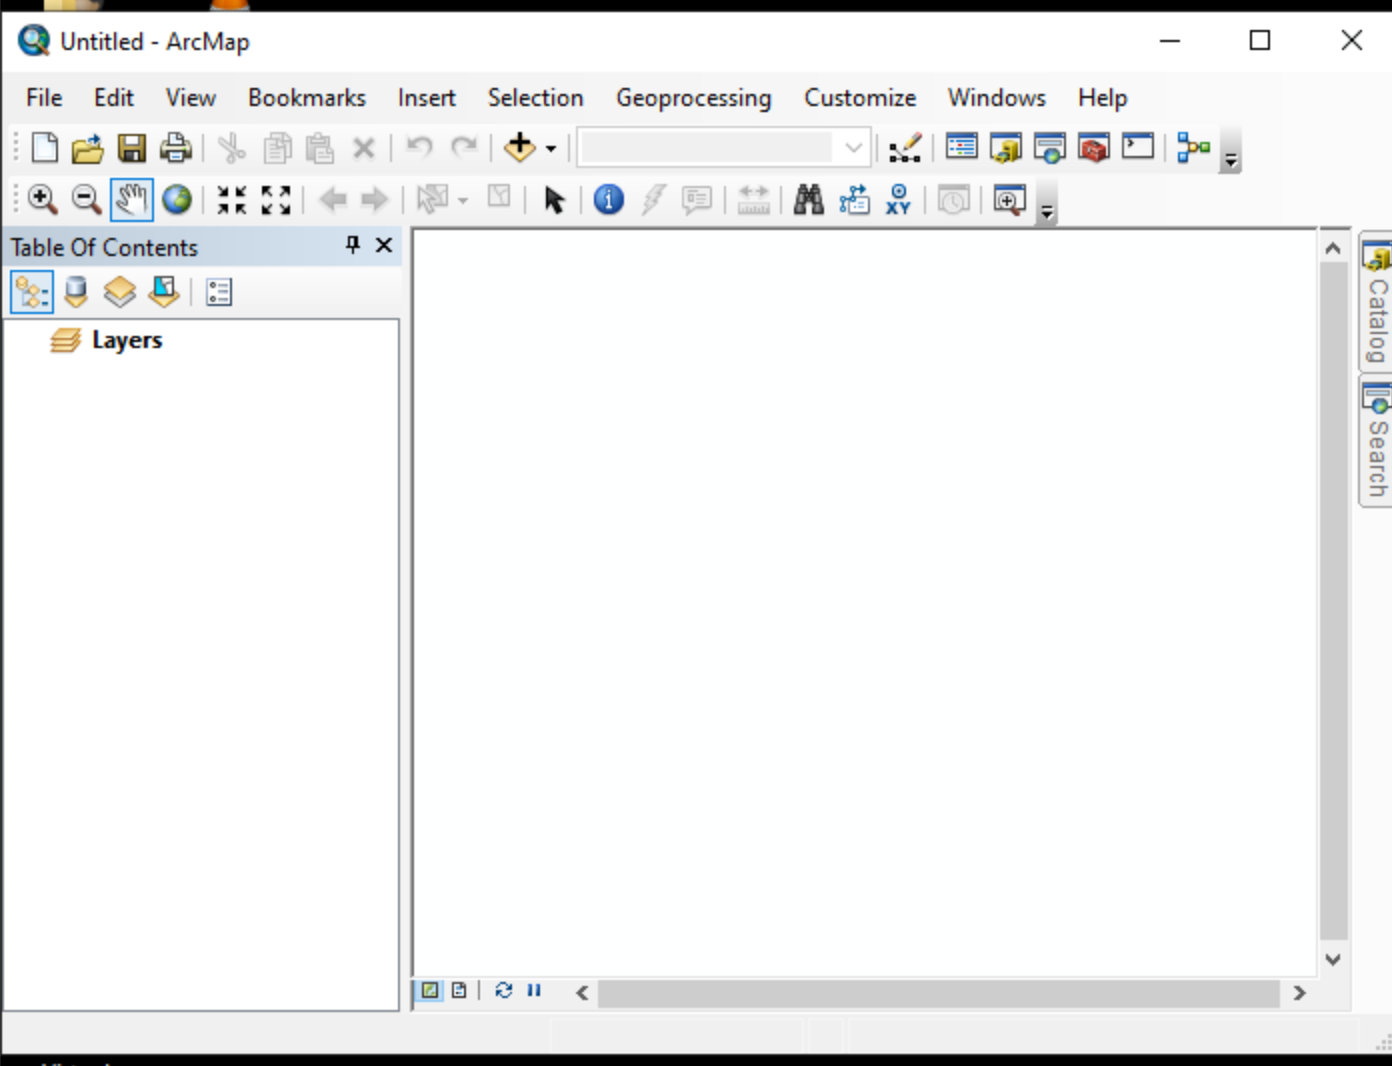 Untitled - ArcMap
File Edit View Bookmarks Insert Selection Geoprocessing Customize Windows Help
XY
Table Of Contents
Layers
Catalog
Search